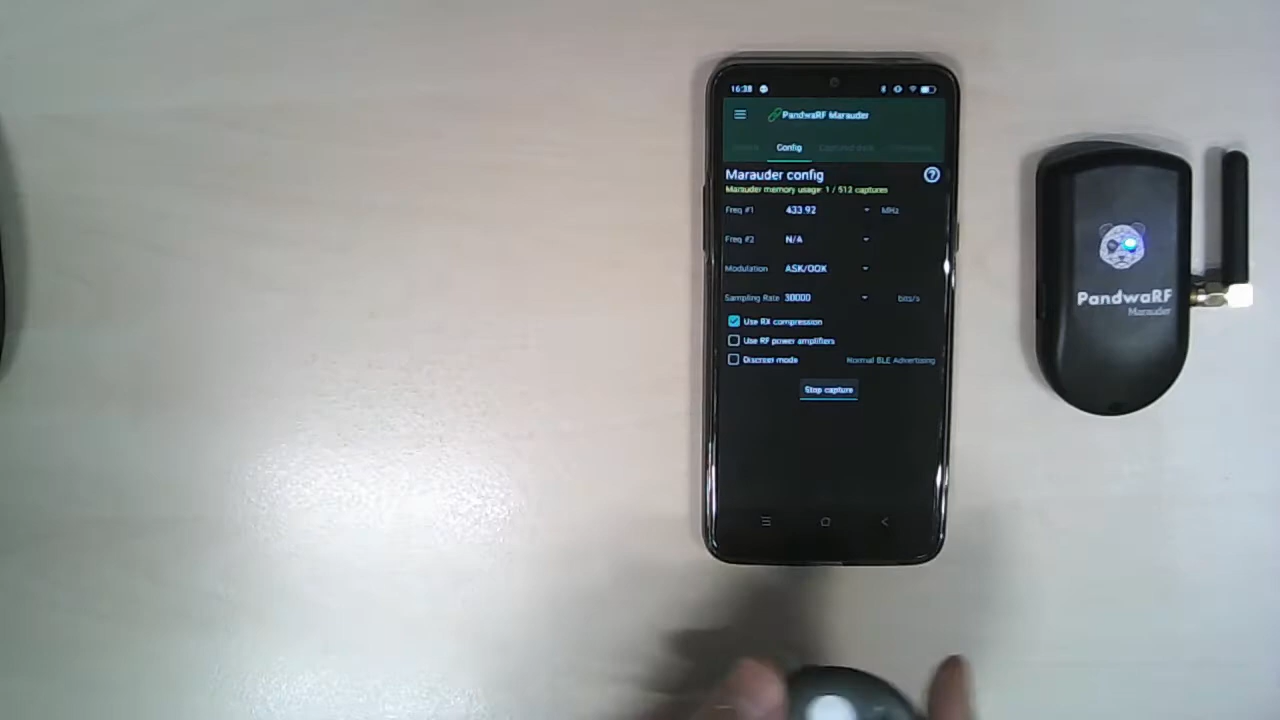 16:38
PandwaRF Marauder
Config Captured data
Marauder config
Marauder memory usage: 1 / 512 captures
Freq #1 433.92 MHz
Freq #2 N/A
Modulation ASK/OOK
Sampling Rate 30000 bits/s
Use RX compression
Use RF power amplifiers
Discreet mode Normal BLE Advertising
Stop capture
PandwaRF
Marauder